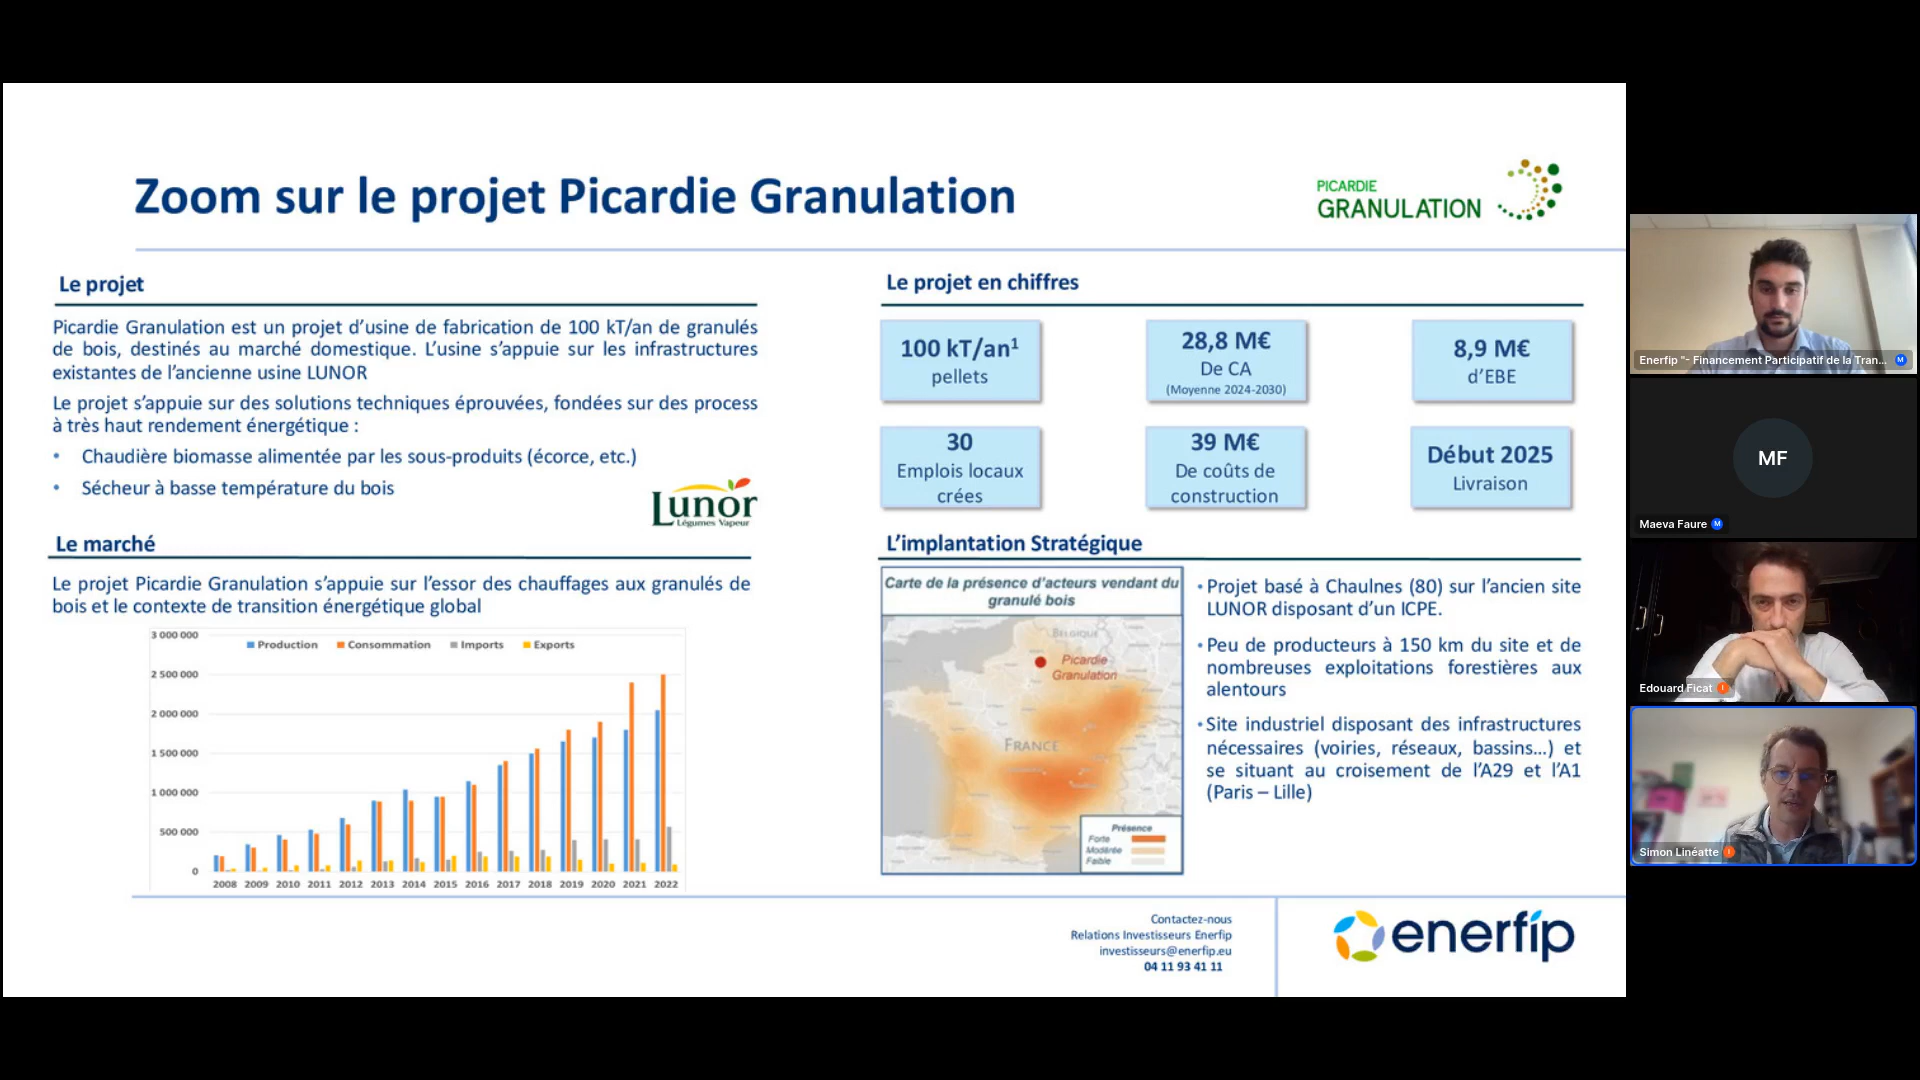 Zoom sur le projet Picardie Granulation
PICARDIE
GRANULATION
Le projet
Picardie Granulation est un projet d’usine de fabrication de 100 kT/an de granulés
de bois, destinés au marché domestique. L’usine s’appuie sur les infrastructures
existantes de l’ancienne usine LUNOR
Le projet s’appuie sur des solutions techniques éprouvées, fondées sur des process
à très haut rendement énergétique :
• Chaudière biomasse alimentée par les sous-produits (écorce, etc.)
• Sécheur à basse température du bois
Lunor
Légumes Vapeur
Le marché
Le projet Picardie Granulation s’appuie sur l’essor des chauffages aux granulés de
bois et le contexte de transition énergétique global
Production Consommation Imports Exports
3 000 000
2 500 000
2 000 000
1 500 000
1 000 000
500 000
0
2008 2009 2010 2011 2012 2013 2014 2015 2016 2017 2018 2019 2020 2021 2022
Le projet en chiffres
100 kT/an¹
pellets
28,8 M€
De CA
(Moyenne 2024-2030)
8,9 M€
d’EBE
30
Emplois locaux
crées
39 M€
De coûts de
construction
Début 2025
Livraison
L’implantation Stratégique
Carte de la présence d’acteurs vendant du
granulé bois
BELGIQUE
Picardie
Granulation
FRANCE
Présence
Forte
Modérée
Faible
• Projet basé à Chaulnes (80) sur l’ancien site
LUNOR disposant d’un ICPE.
• Peu de producteurs à 150 km du site et de
nombreuses exploitations forestières aux
alentours
• Site industriel disposant des infrastructures
nécessaires (voiries, réseaux, bassins…) et
se situant au croisement de l’A29 et l’A1
(Paris – Lille)
Contactez-nous
Relations Investisseurs Enerfip
investisseurs@enerfip.eu
04 11 93 41 11
enerfip
Enerfip "- Financement Participatif de la Tran... M
MF
Maeva Faure M
Edouard Ficat I
Simon Linéatte I